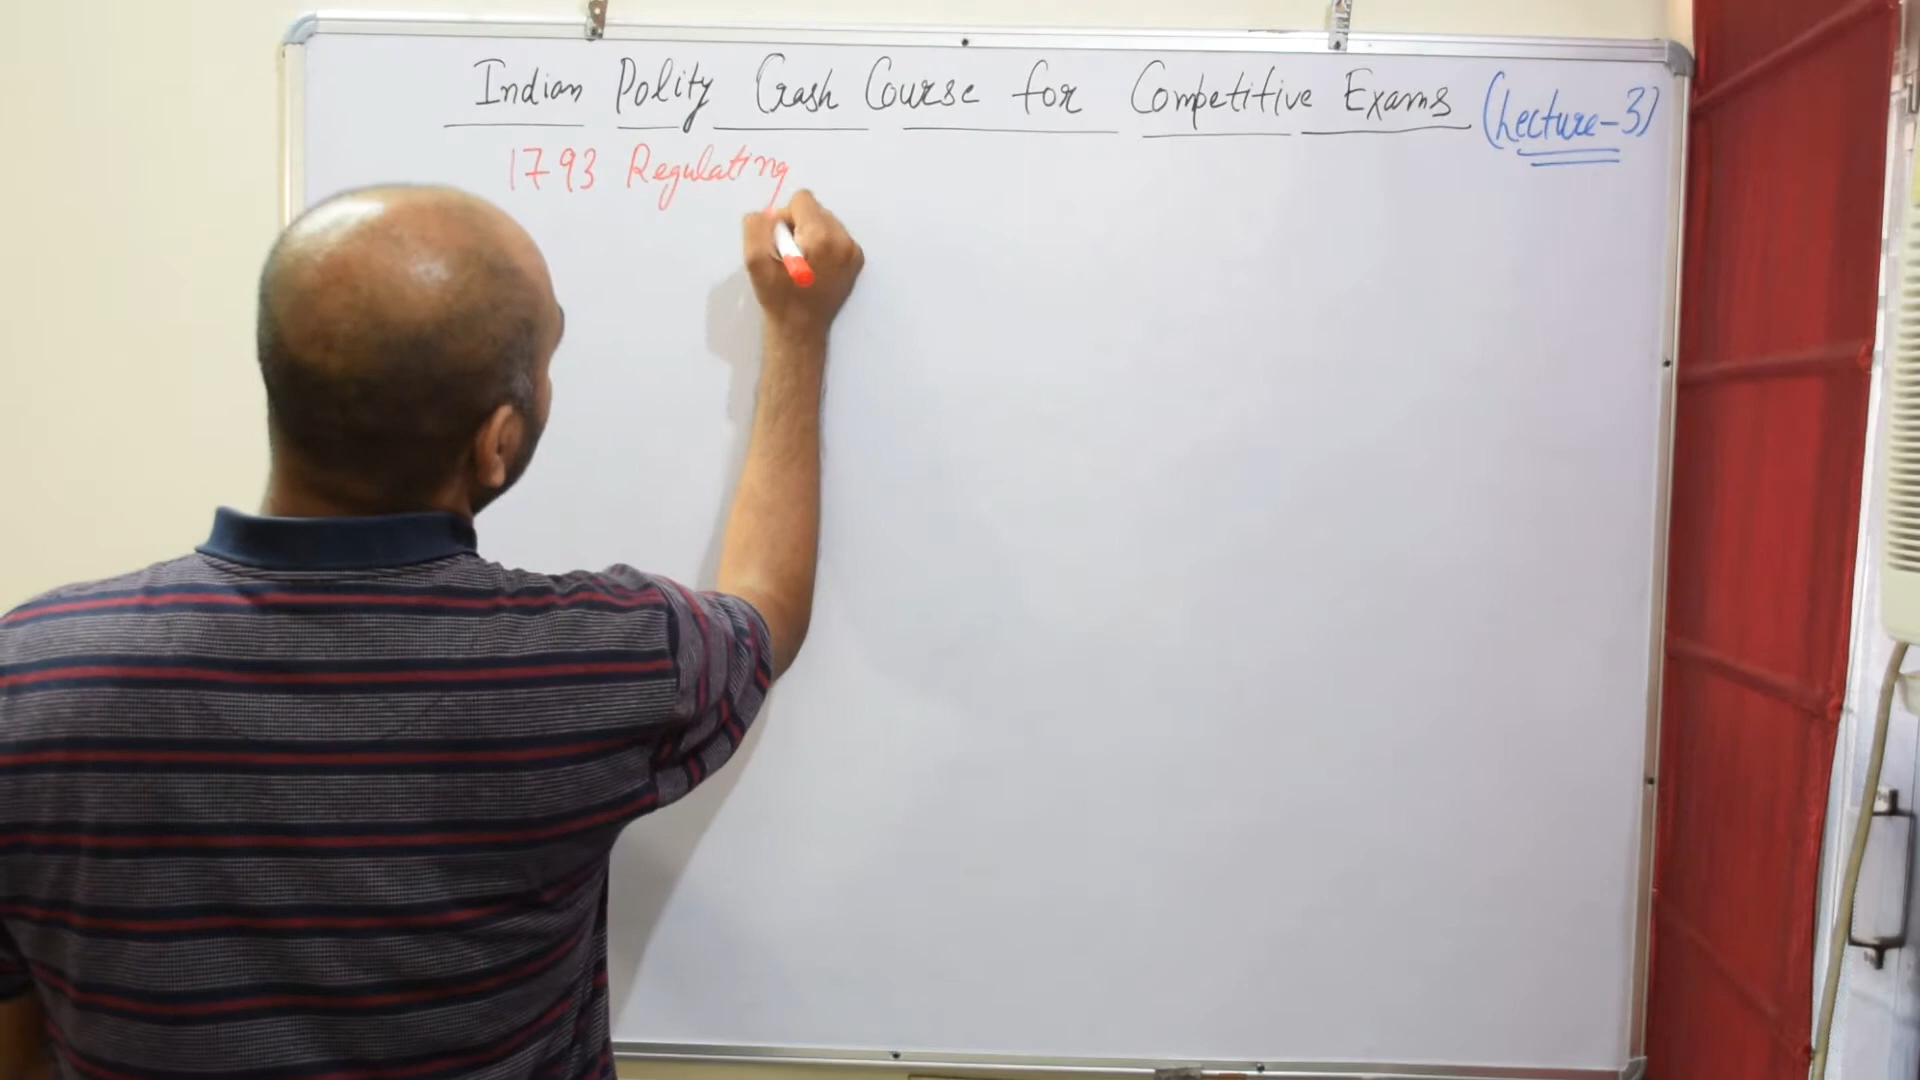 Indian Polity Crash Course for Competitive Exams (Lecture-3)
1793 Regulating